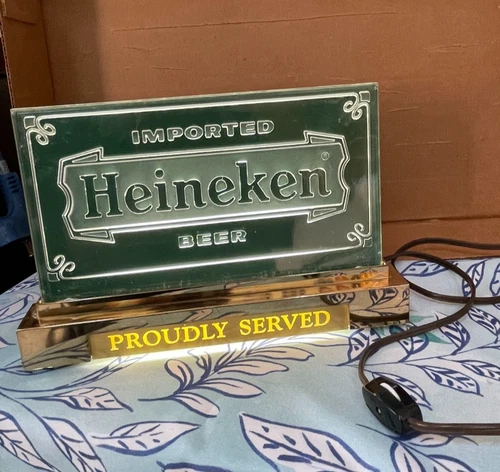 IMPORTED
Heineken®
BEER
PROUDLY SERVED